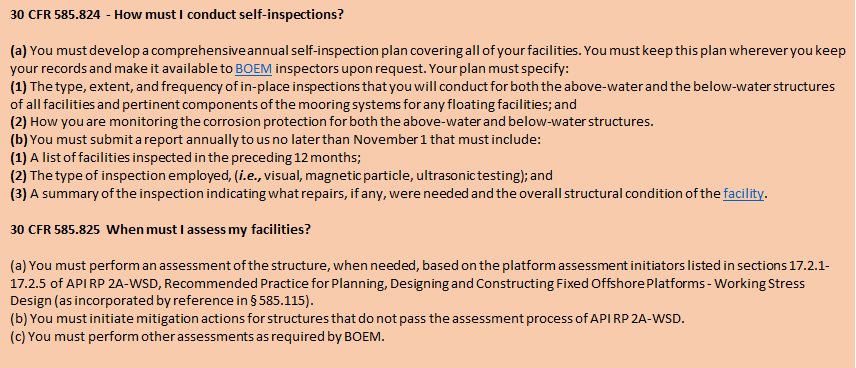 30 CFR 585.824 - How must I conduct self-inspections?
(a) You must develop a comprehensive annual self-inspection plan covering all of your facilities. You must keep this plan wherever you keep
your records and make it available to BOEM inspectors upon request. Your plan must specify:
(1) The type, extent, and frequency of in-place inspections that you will conduct for both the above-water and the below-water structures
of all facilities and pertinent components of the mooring systems for any floating facilities; and
(2) How you are monitoring the corrosion protection for both the above-water and below-water structures.
(b) You must submit a report annually to us no later than November 1 that must include:
(1) A list of facilities inspected in the preceding 12 months;
(2) The type of inspection employed, (i.e., visual, magnetic particle, ultrasonic testing); and
(3) A summary of the inspection indicating what repairs, if any, were needed and the overall structural condition of the facility.
30 CFR 585.825 When must I assess my facilities?
(a) You must perform an assessment of the structure, when needed, based on the platform assessment initiators listed in sections 17.2.1-
17.2.5 of API RP 2A-WSD, Recommended Practice for Planning, Designing and Constructing Fixed Offshore Platforms - Working Stress
Design (as incorporated by reference in § 585.115).
(b) You must initiate mitigation actions for structures that do not pass the assessment process of API RP 2A-WSD.
(c) You must perform other assessments as required by BOEM.